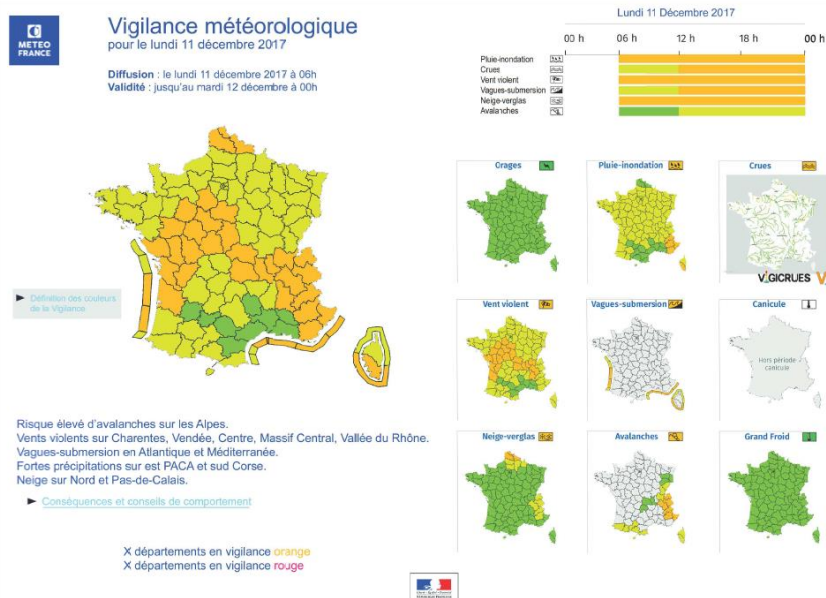 METEO
FRANCE
Vigilance météorologique
pour le lundi 11 décembre 2017
Diffusion : le lundi 11 décembre 2017 à 06h
Validité : jusqu'au mardi 12 décembre à 00h
Lundi 11 Décembre 2017
00 h 06 h 12 h 18 h 00 h
Pluie-inondation
Crues
Vent violent
Vagues-submersion
Neige-verglas
Avalanches
Définition des couleurs
de la Vigilance
Orages
Pluie-inondation
Crues
VIGICRUES
Vent violent
Vagues-submersion
Canicule
Hors période
canicule
Neige-verglas
Avalanches
Grand Froid
Risque élevé d'avalanches sur les Alpes.
Vents violents sur Charentes, Vendée, Centre, Massif Central, Vallée du Rhône.
Vagues-submersion en Atlantique et Méditerranée.
Fortes précipitations sur est PACA et sud Corse.
Neige sur Nord et Pas-de-Calais.
Conséquences et conseils de comportement
X départements en vigilance orange
X départements en vigilance rouge